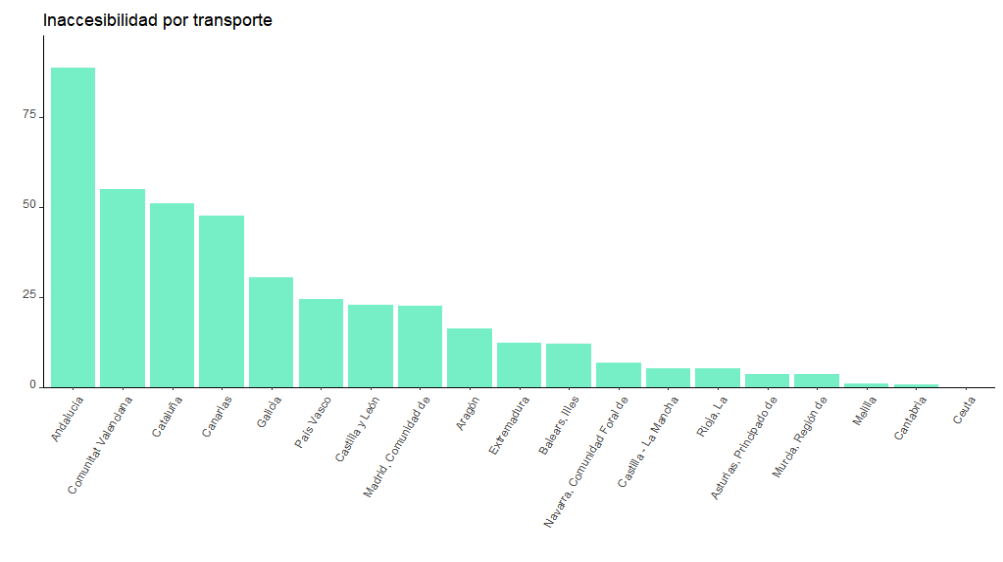 Inaccesibilidad por transporte
75
50
25
0
Andalucía
Comunitat Valenciana
Cataluña
Canarias
Galicia
País Vasco
Castilla y León
Madrid, Comunidad de
Aragón
Extremadura
Balears, Illes
Navarra, Comunidad Foral de
Castilla - La Mancha
Rioja, La
Asturias, Principado de
Murcia, Región de
Melilla
Cantabria
Ceuta